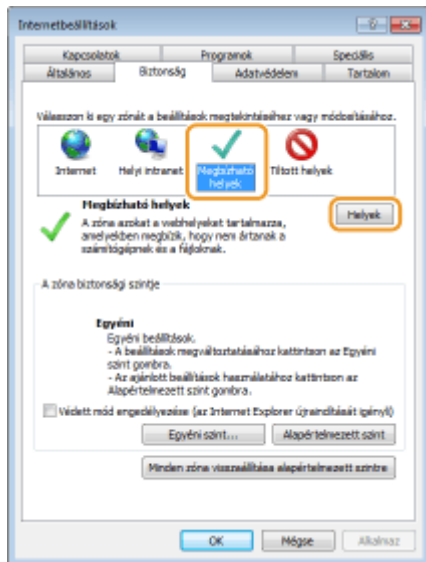 Internetbeállítások
Kapcsolatok Programok Speciális
Általános Biztonság Adatvédelem Tartalom
Válasszon ki egy zónát a beállítások megtekintéséhez vagy módosításához.
Internet Helyi intranet Megbízható helyek Tiltott helyek
Megbízható helyek
Helyek
A zóna azokat a webhelyeket tartalmazza,
amelyekben megbízik, hogy nem ártanak a
számítógépnek és a fájloknak.
A zóna biztonsági szintje
Egyéni
Egyéni beállítások.
- A beállítások megváltoztatásához kattintson az Egyéni
szint gombra.
- Az ajánlott beállítások használatához kattintson az
Alapértelmezett szint gombra.
Védett mód engedélyezése (az Internet Explorer újraindítását igényli)
Egyéni szint... Alapértelmezett szint
Minden zóna visszaállítása alapértelmezett szintre
OK Mégse Alkalmaz